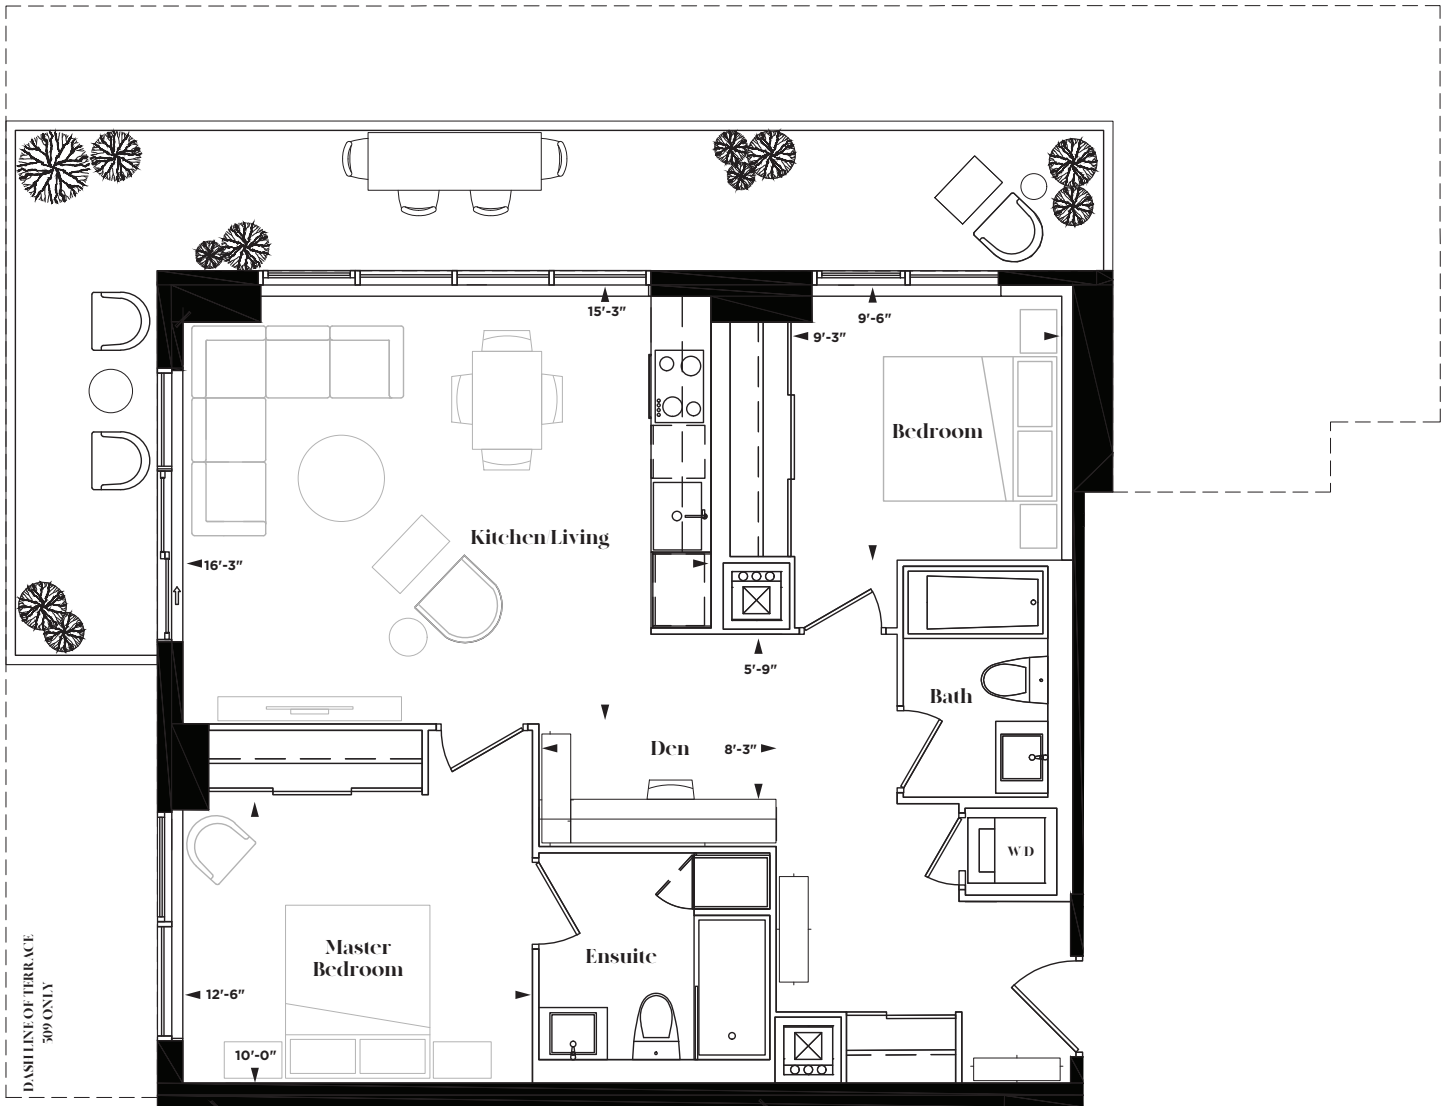 15'-3"
9'-6"
9'-3"
Bedroom
Kitchen/Living
16'-3"
5'-9"
Bath
Den
8'-3"
WD
Master
Bedroom
Ensuite
12'-6"
10'-0"
DASH LINE OF TERRACE
509 ONLY